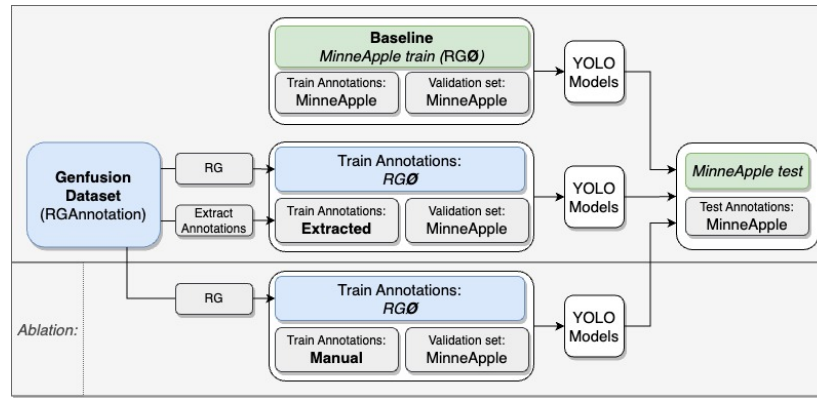 Baseline
MinneApple train (RGØ)
Train Annotations:
MinneApple
Validation set:
MinneApple
YOLO
Models
Genfusion
Dataset
(RGAnnotation)
RG
Extract
Annotations
Train Annotations:
RGØ
Train Annotations:
Extracted
Validation set:
MinneApple
YOLO
Models
MinneApple test
Test Annotations:
MinneApple
Ablation:
RG
Train Annotations:
RGØ
Train Annotations:
Manual
Validation set:
MinneApple
YOLO
Models